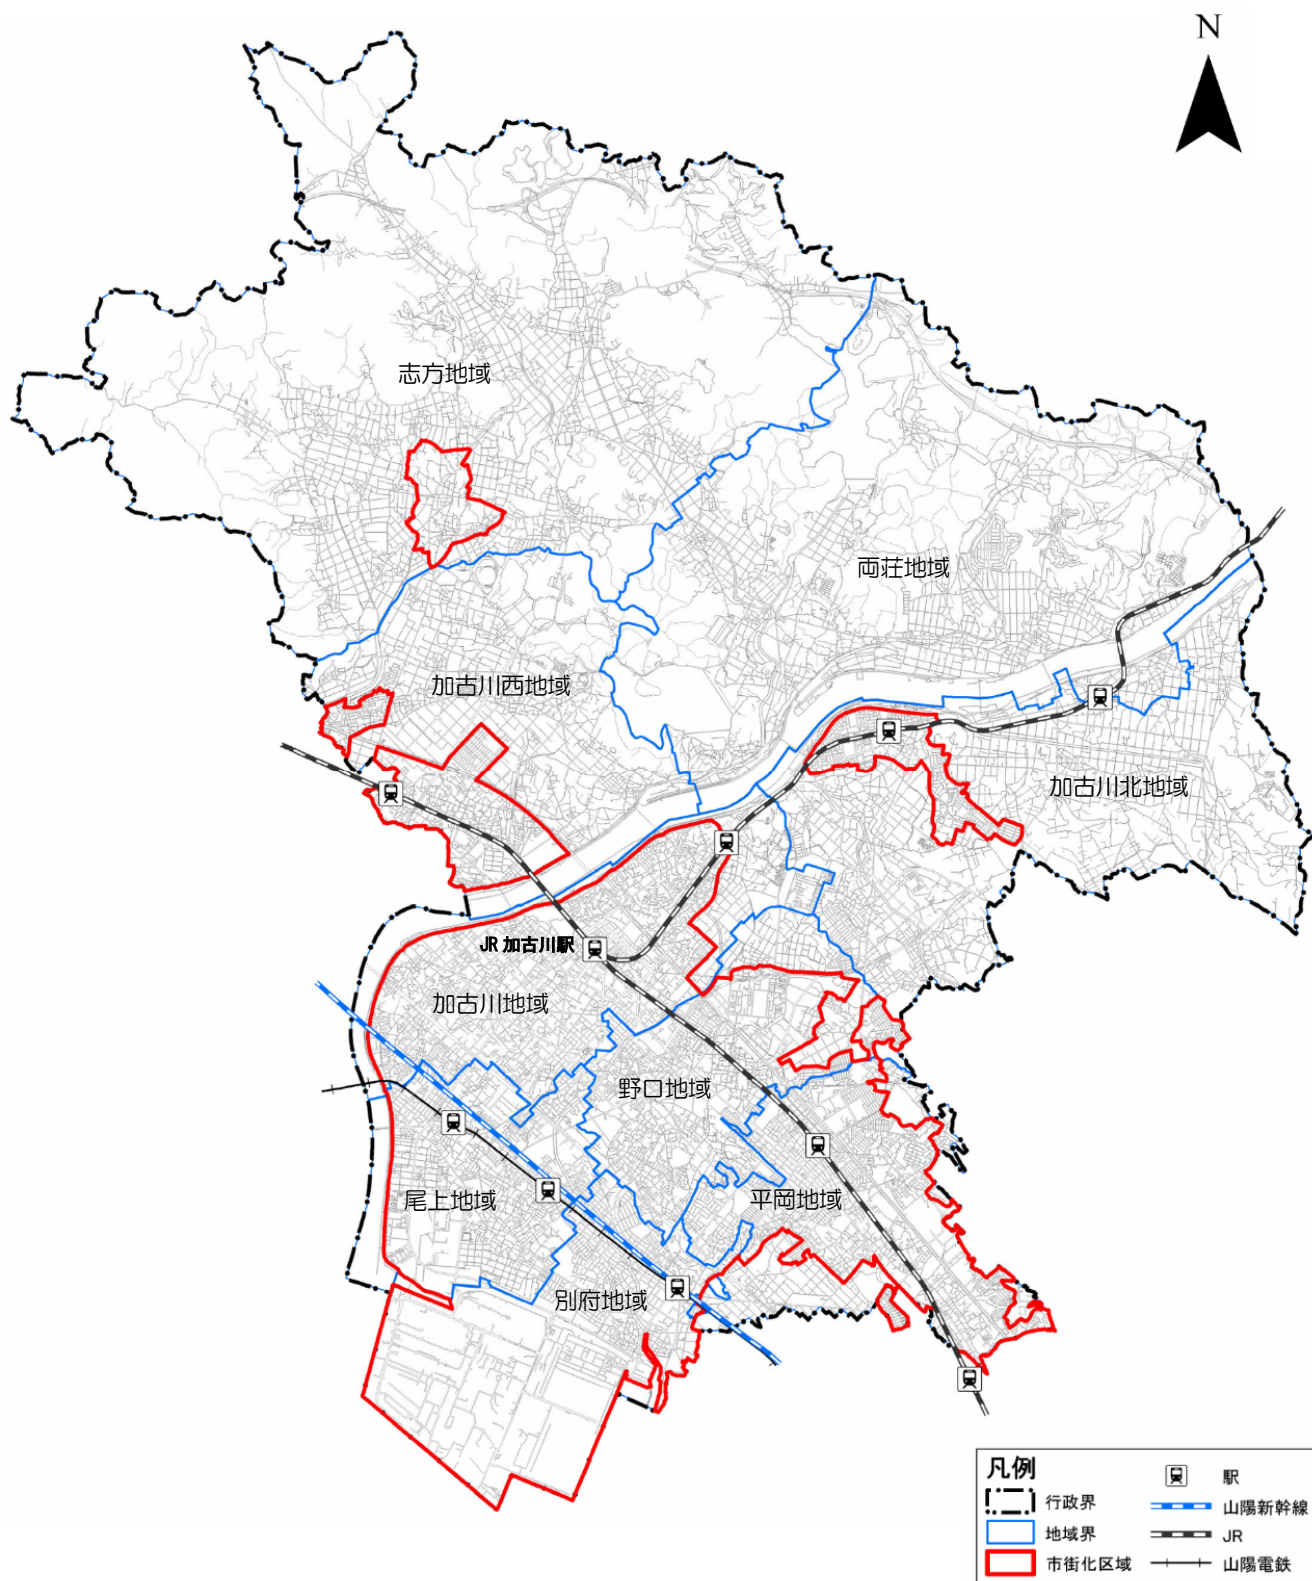 N
志方地域
両荘地域
加古川西地域
加古川北地域
JR 加古川駅
加古川地域
野口地域
尾上地域
平岡地域
別府地域
凡例
行政界
地域界
市街化区域
駅
山陽新幹線
JR
山陽電鉄